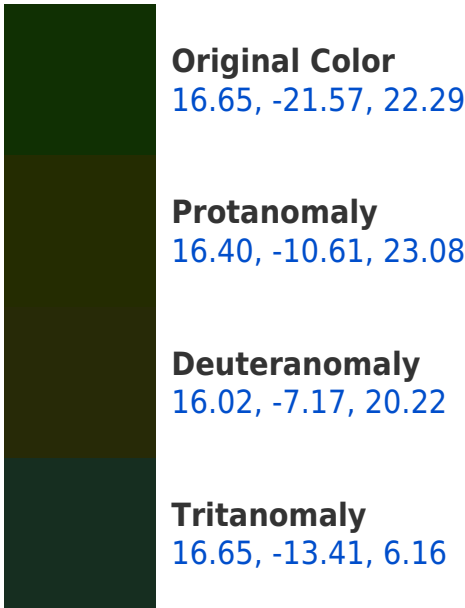 Original Color
16.65, -21.57, 22.29
Protanomaly
16.40, -10.61, 23.08
Deuteranomaly
16.02, -7.17, 20.22
Tritanomaly
16.65, -13.41, 6.16